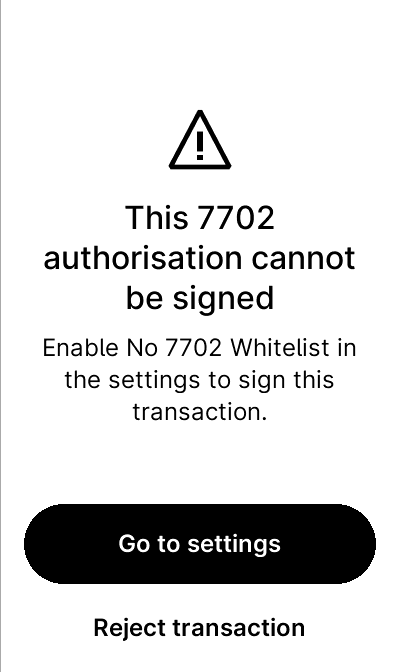 This 7702
authorisation cannot
be signed
Enable No 7702 Whitelist in
the settings to sign this
transaction.
Go to settings
Reject transaction